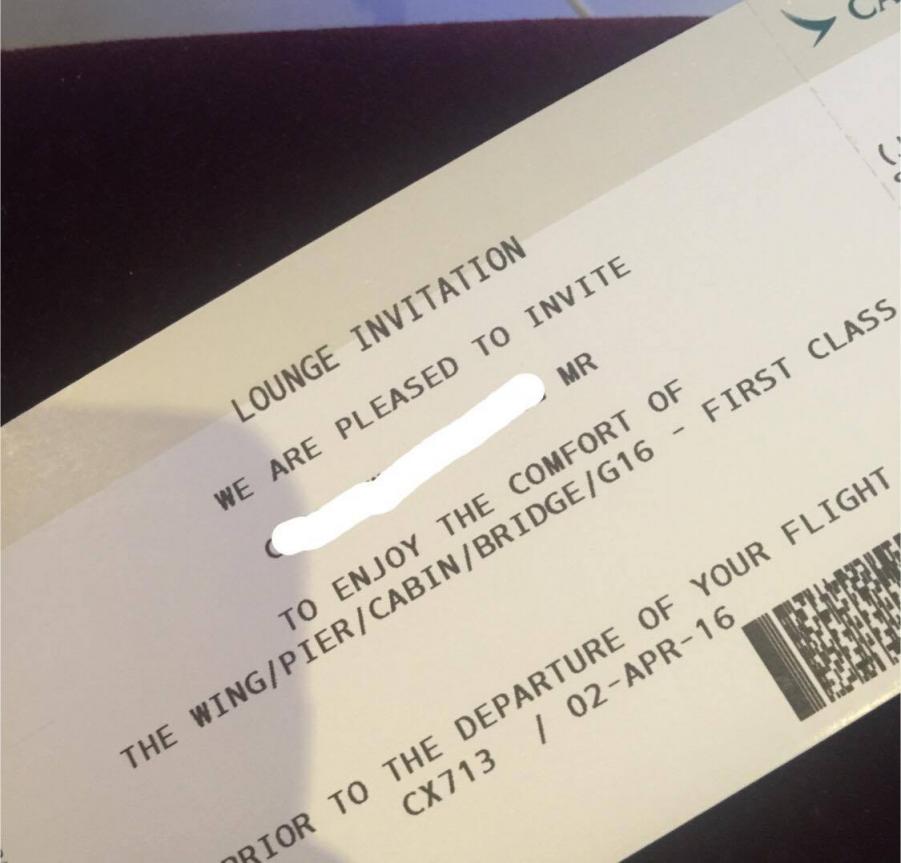 CA
LOUNGE INVITATION
WE ARE PLEASED TO INVITE
MR
TO ENJOY THE COMFORT OF
THE WING/PIER/CABIN/BRIDGE/G16 - FIRST CLASS
PRIOR TO THE DEPARTURE OF YOUR FLIGHT
CX713 / 02-APR-16